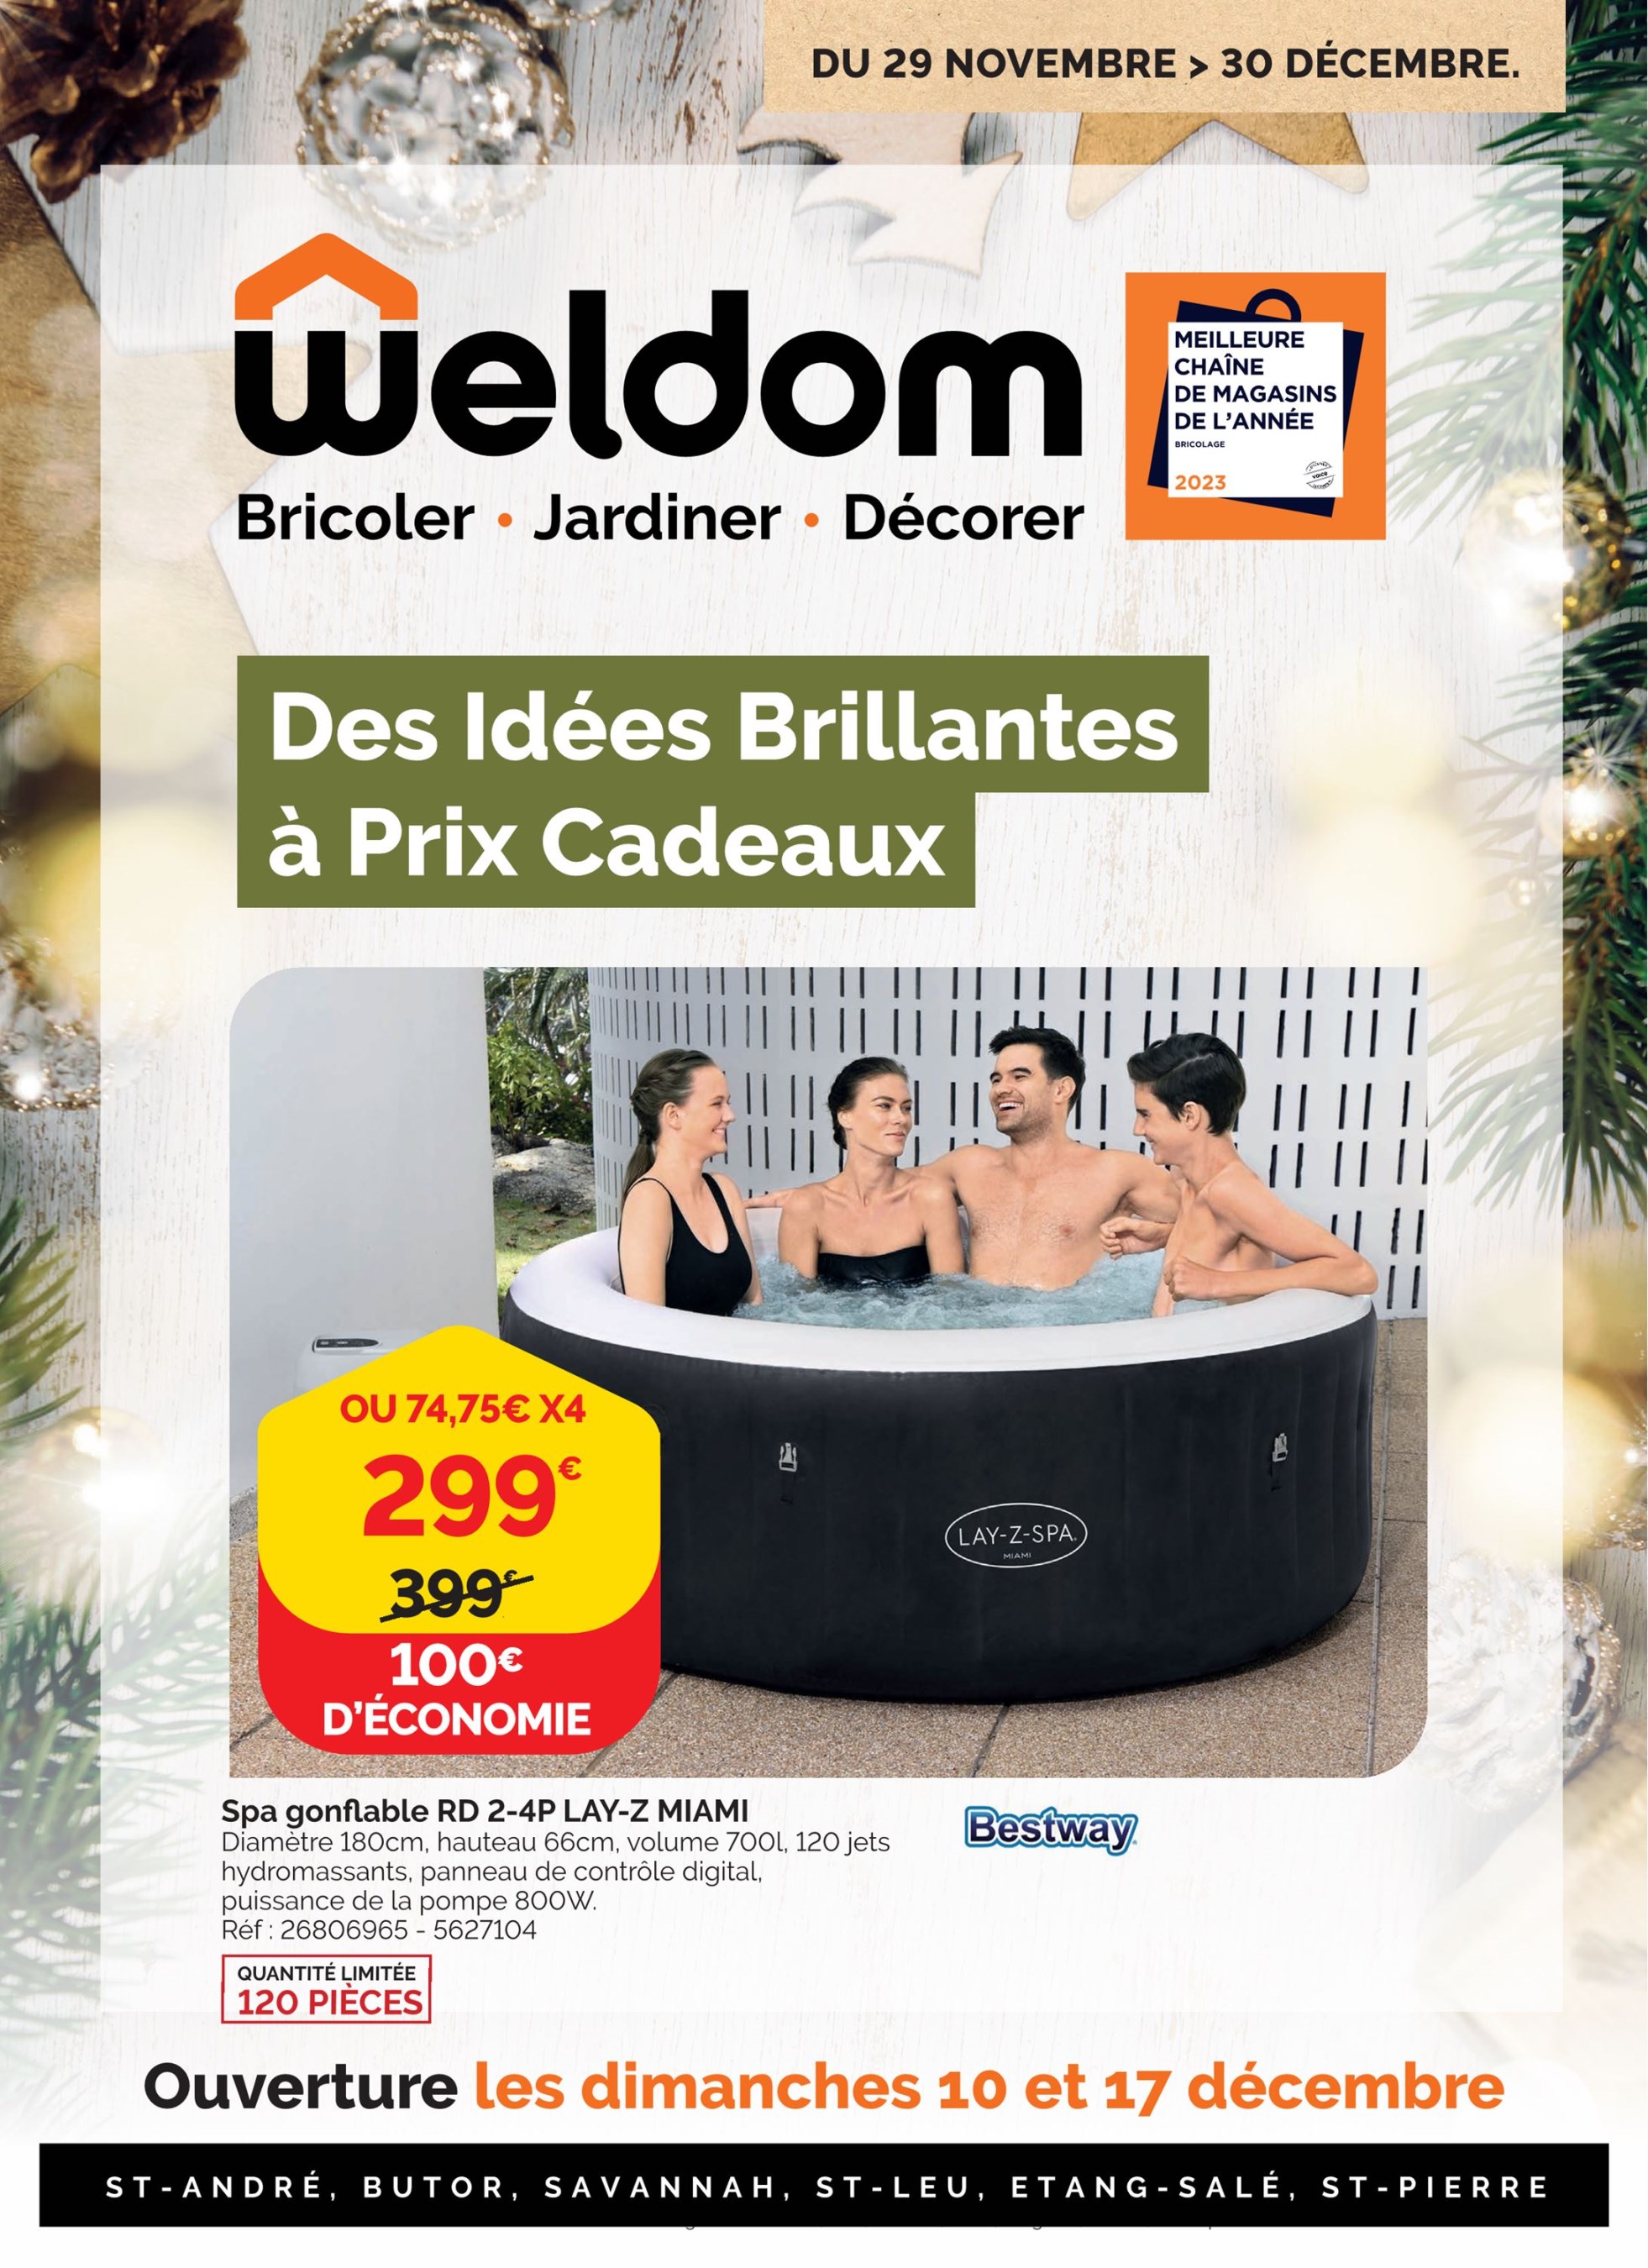 DU 29 NOVEMBRE > 30 DÉCEMBRE.
weldom
Bricoler • Jardiner • Décorer
MEILLEURE
CHAÎNE
DE MAGASINS
DE L'ANNÉE
BRICOLAGE
2023
Des Idées Brillantes
à Prix Cadeaux
OU 74,75€ X4
299€
399€
100€
D'ÉCONOMIE
LAY-Z-SPA
MIAMI
Spa gonflable RD 2-4P LAY-Z MIAMI
Diamètre 180cm, hauteau 66cm, volume 700l, 120 jets
hydromassants, panneau de contrôle digital,
puissance de la pompe 800W.
Réf : 26806965 - 5627104
Bestway
QUANTITÉ LIMITÉE
120 PIÈCES
Ouverture les dimanches 10 et 17 décembre
ST-ANDRÉ, BUTOR, SAVANNAH, ST-LEU, ETANG-SALÉ, ST-PIERRE